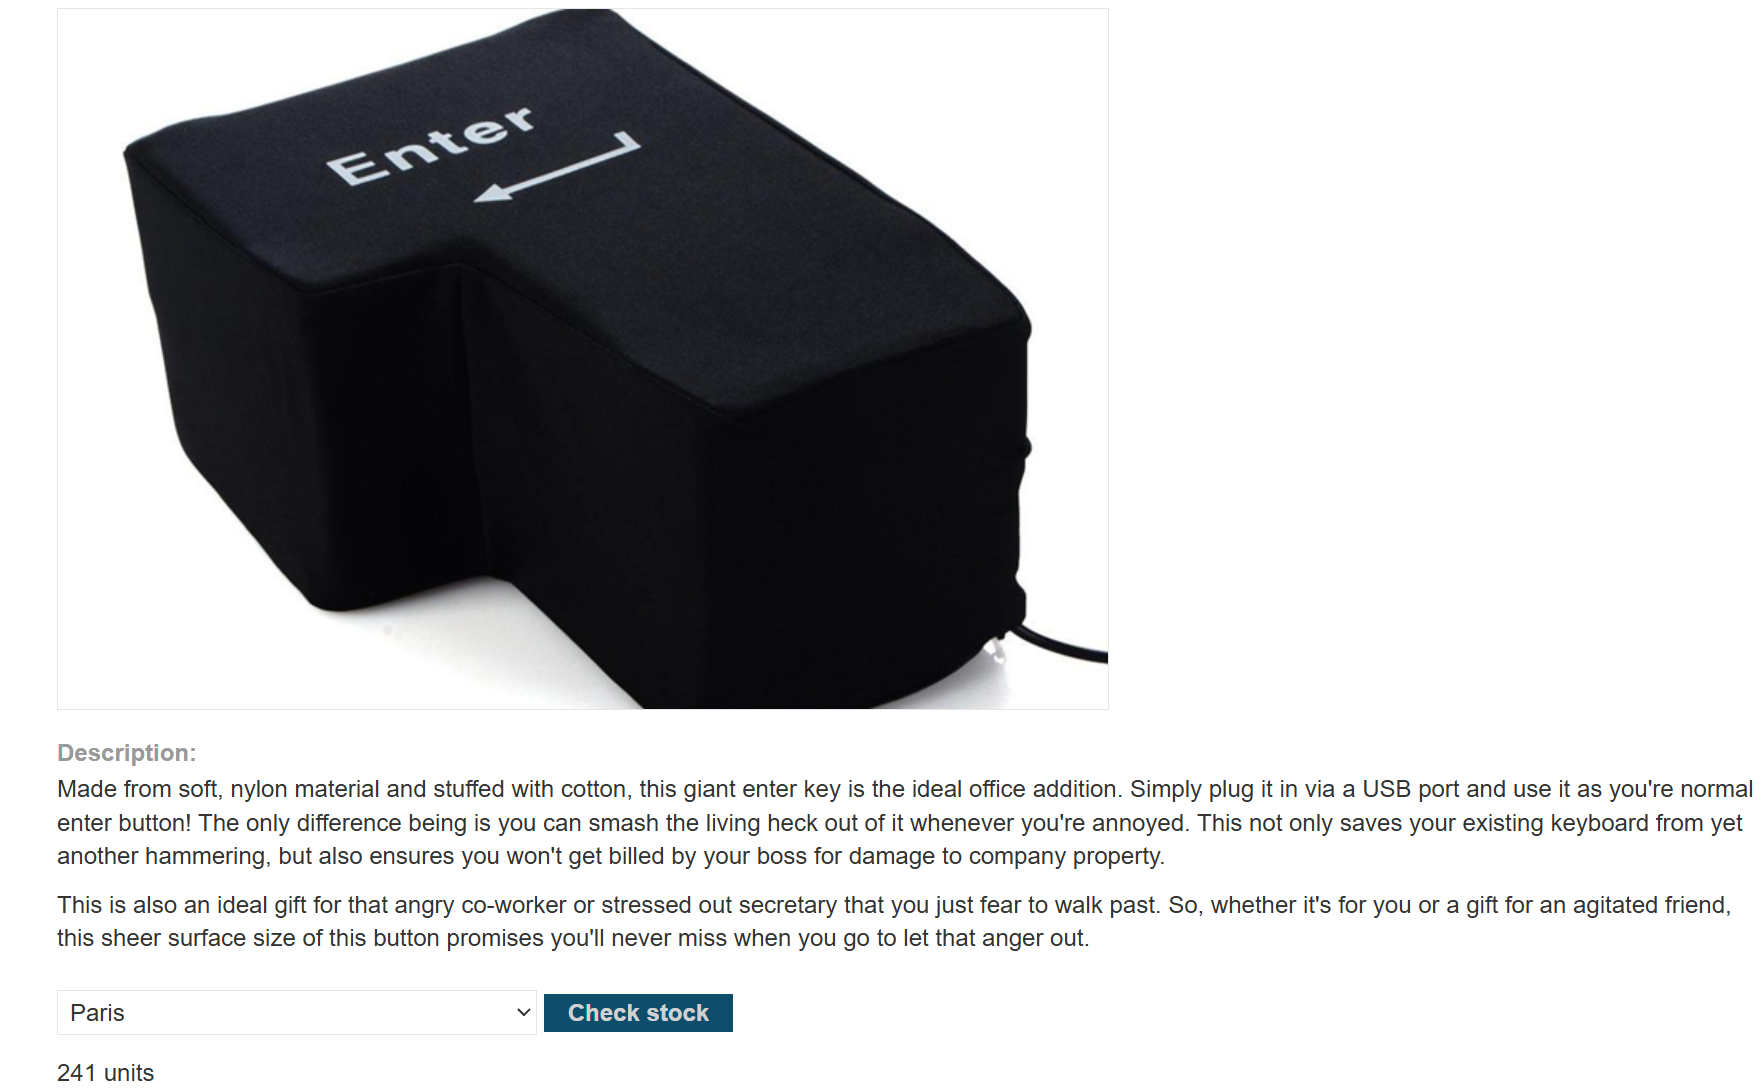 Enter
Description:
Made from soft, nylon material and stuffed with cotton, this giant enter key is the ideal office addition. Simply plug it in via a USB port and use it as you're normal
enter button! The only difference being is you can smash the living heck out of it whenever you're annoyed. This not only saves your existing keyboard from yet
another hammering, but also ensures you won't get billed by your boss for damage to company property.
This is also an ideal gift for that angry co-worker or stressed out secretary that you just fear to walk past. So, whether it's for you or a gift for an agitated friend,
this sheer surface size of this button promises you'll never miss when you go to let that anger out.
Paris
Check stock
241 units